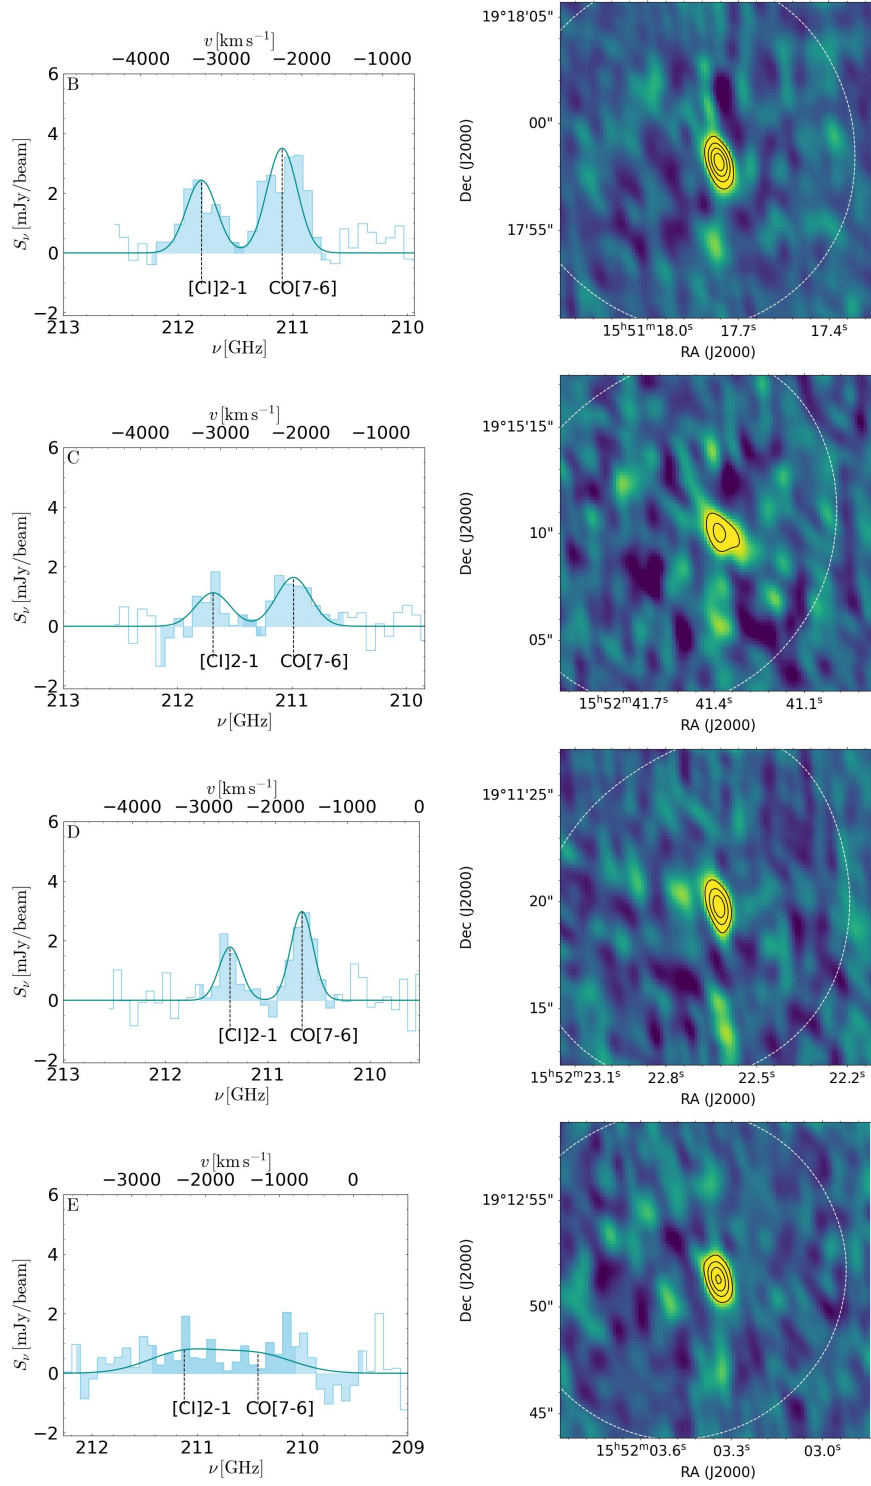 v [km s⁻¹]
−4000 −3000 −2000 −1000
B
6
4
2
0
−2
S_ν [mJy/beam]
[CI]2-1 CO[7-6]
213 212 211 210
ν [GHz]
19°18'05"
00"
17'55"
Dec (J2000)
15ʰ51ᵐ18.0ˢ 17.7ˢ 17.4ˢ
RA (J2000)
v [km s⁻¹]
−4000 −3000 −2000 −1000
C
6
4
2
0
−2
S_ν [mJy/beam]
[CI]2-1 CO[7-6]
213 212 211 210
ν [GHz]
19°15'15"
10"
05"
Dec (J2000)
15ʰ52ᵐ41.7ˢ 41.4ˢ 41.1ˢ
RA (J2000)
v [km s⁻¹]
−4000 −3000 −2000 −1000 0
D
6
4
2
0
−2
S_ν [mJy/beam]
[CI]2-1 CO[7-6]
213 212 211 210
ν [GHz]
19°11'25"
20"
15"
Dec (J2000)
15ʰ52ᵐ23.1ˢ 22.8ˢ 22.5ˢ 22.2ˢ
RA (J2000)
v [km s⁻¹]
−3000 −2000 −1000 0
E
6
4
2
0
−2
S_ν [mJy/beam]
[CI]2-1 CO[7-6]
212 211 210 209
ν [GHz]
19°12'55"
50"
45"
Dec (J2000)
15ʰ52ᵐ03.6ˢ 03.3ˢ 03.0ˢ
RA (J2000)